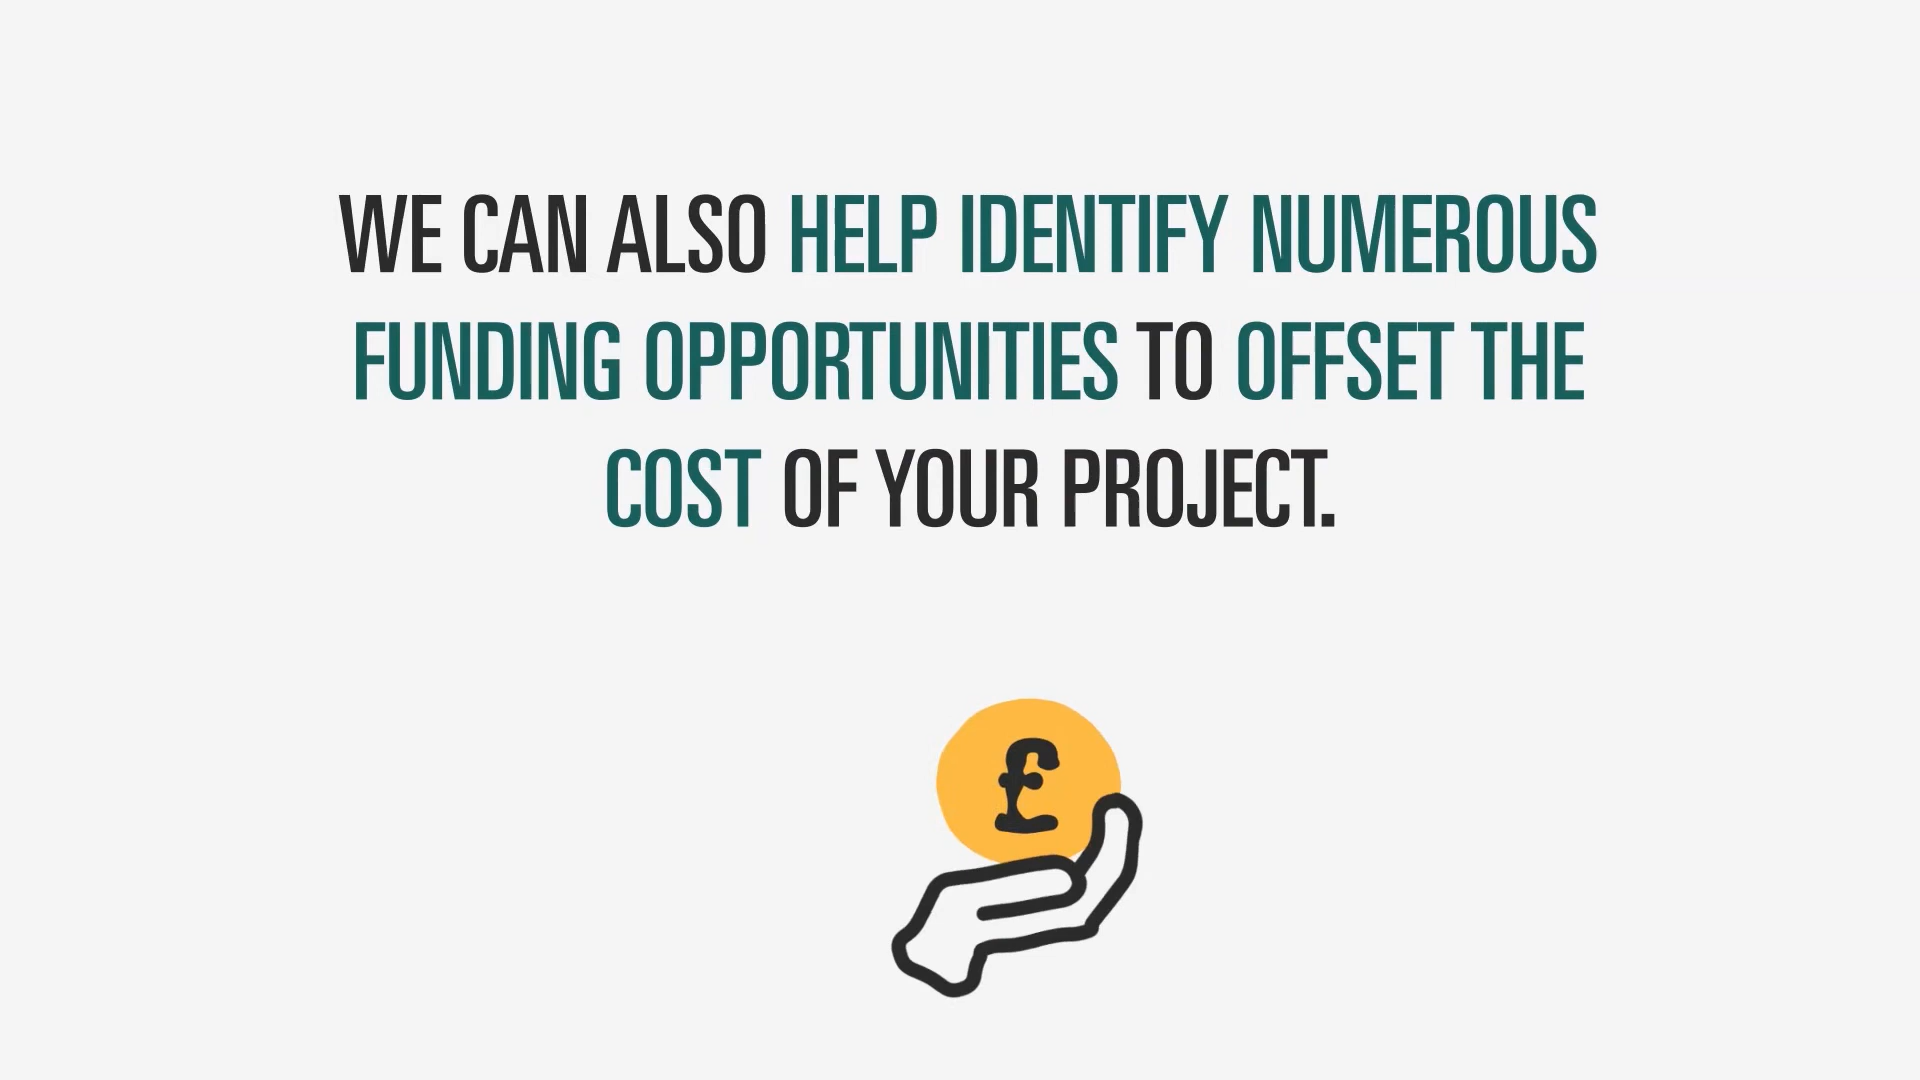 WE CAN ALSO HELP IDENTIFY NUMEROUS
FUNDING OPPORTUNITIES TO OFFSET THE
COST OF YOUR PROJECT.
£